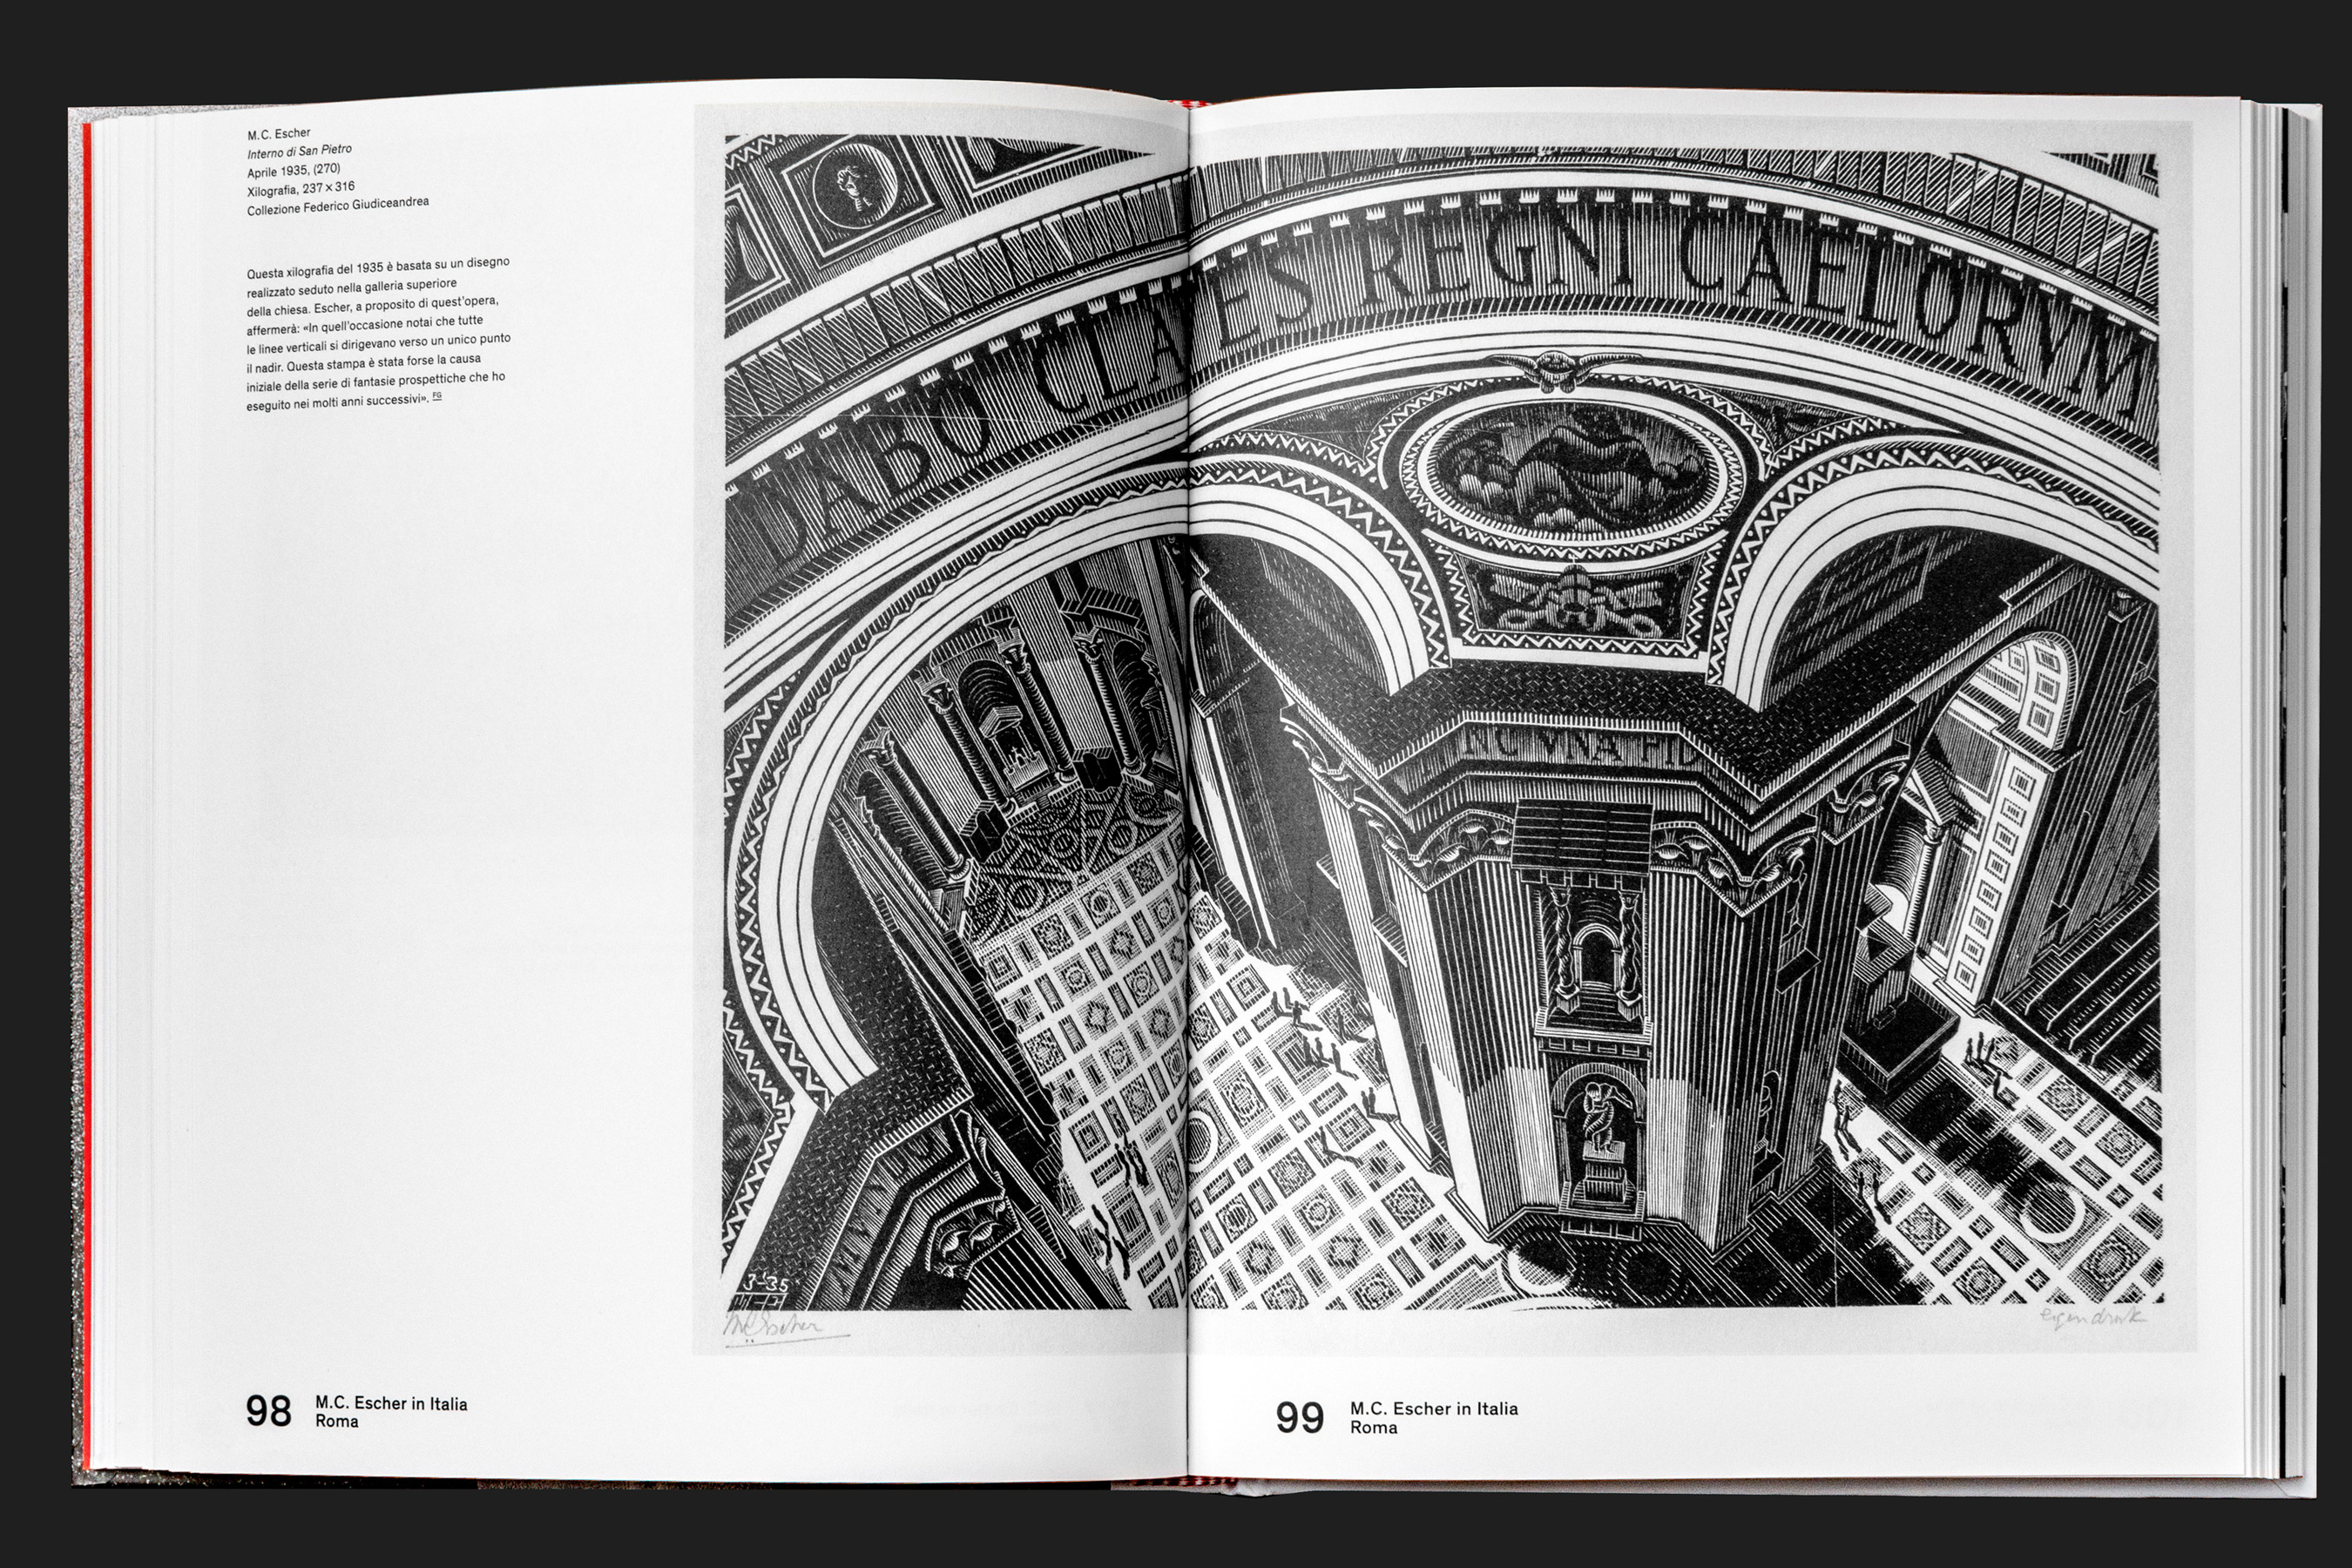 M.C. Escher
Interno di San Pietro
Aprile 1935, (270)
Xilografia, 237 × 316
Collezione Federico Giudiceandrea
Questa xilografia del 1935 è basata su un disegno
realizzato seduto nella galleria superiore
della chiesa. Escher, a proposito di quest'opera,
affermerà: «In quell'occasione notai che tutte
le linee verticali si dirigevano verso un unico punto
il nadir. Questa stampa è stata forse la causa
iniziale della serie di fantasie prospettiche che ho
eseguito nei molti anni successivi». FG
DABO CLAVES REGNI CAELORVM
NC VNA FID
3-'35
MCE
MC Escher
eigen druk
98 M.C. Escher in Italia
Roma
99 M.C. Escher in Italia
Roma